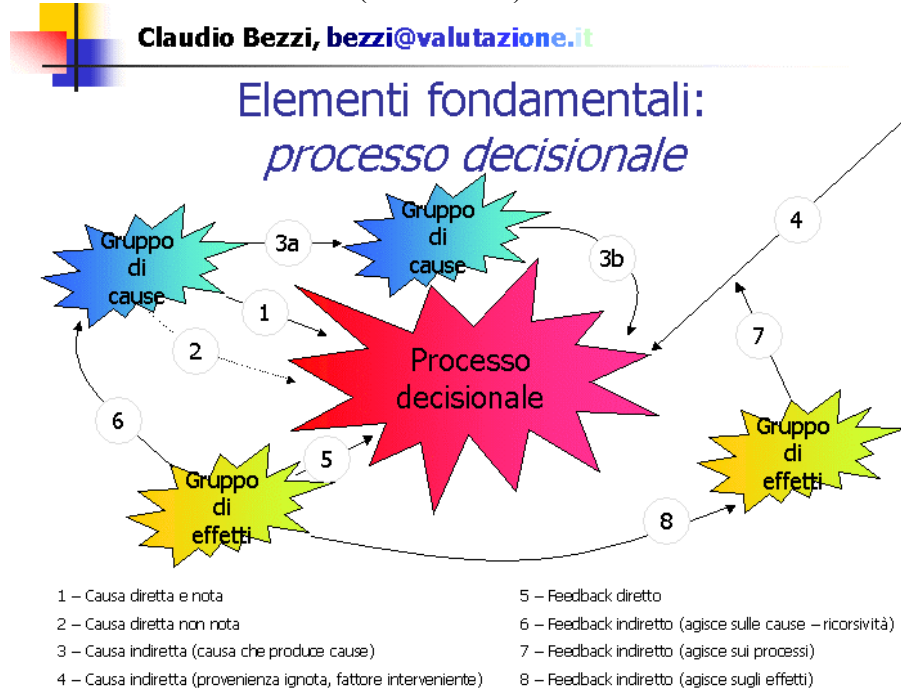 Claudio Bezzi, bezzi@valutazione.it
Elementi fondamentali:
processo decisionale
Gruppo
di
cause
3a
Gruppo
di
cause
3b
4
1
2
Processo
decisionale
7
6
5
Gruppo
di
effetti
Gruppo
di
effetti
8
1 – Causa diretta e nota
2 – Causa diretta non nota
3 – Causa indiretta (causa che produce cause)
4 – Causa indiretta (provenienza ignota, fattore interveniente)
5 – Feedback diretto
6 – Feedback indiretto (agisce sulle cause – ricorsività)
7 – Feedback indiretto (agisce sui processi)
8 – Feedback indiretto (agisce sugli effetti)